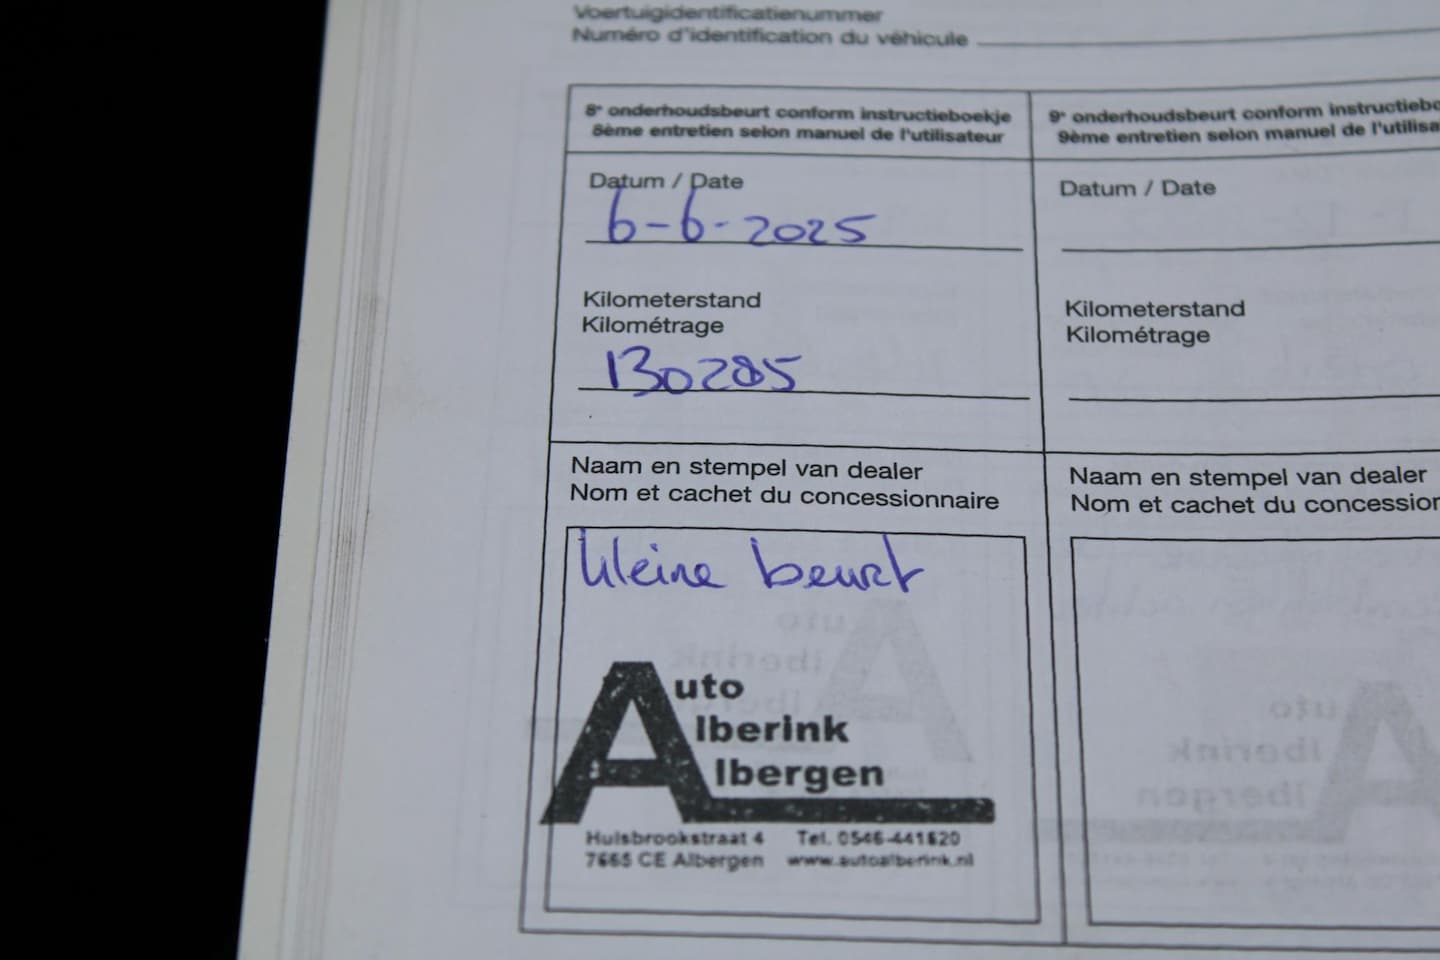 Voertuigidentificatienummer
Numéro d'identification du véhicule
8e onderhoudsbeurt conform instructieboekje
8ème entretien selon manuel de l'utilisateur
Datum / Date
6-6-2025
Kilometerstand
Kilométrage
130285
Naam en stempel van dealer
Nom et cachet du concessionnaire
kleine beurt
Auto
Alberink
Albergen
Hulsbrookstraat 4 Tel. 0546-441620
7665 CE Albergen www.autoalberink.nl
9e onderhoudsbeurt conform instructiebo
9ème entretien selon manuel de l'utilisa
Datum / Date
Kilometerstand
Kilométrage
Naam en stempel van dealer
Nom et cachet du concession